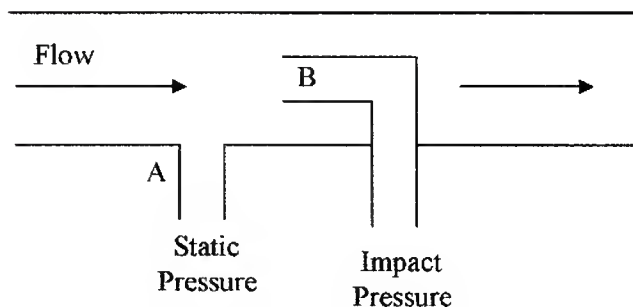 Flow
B
A
Static
Pressure
Impact
Pressure